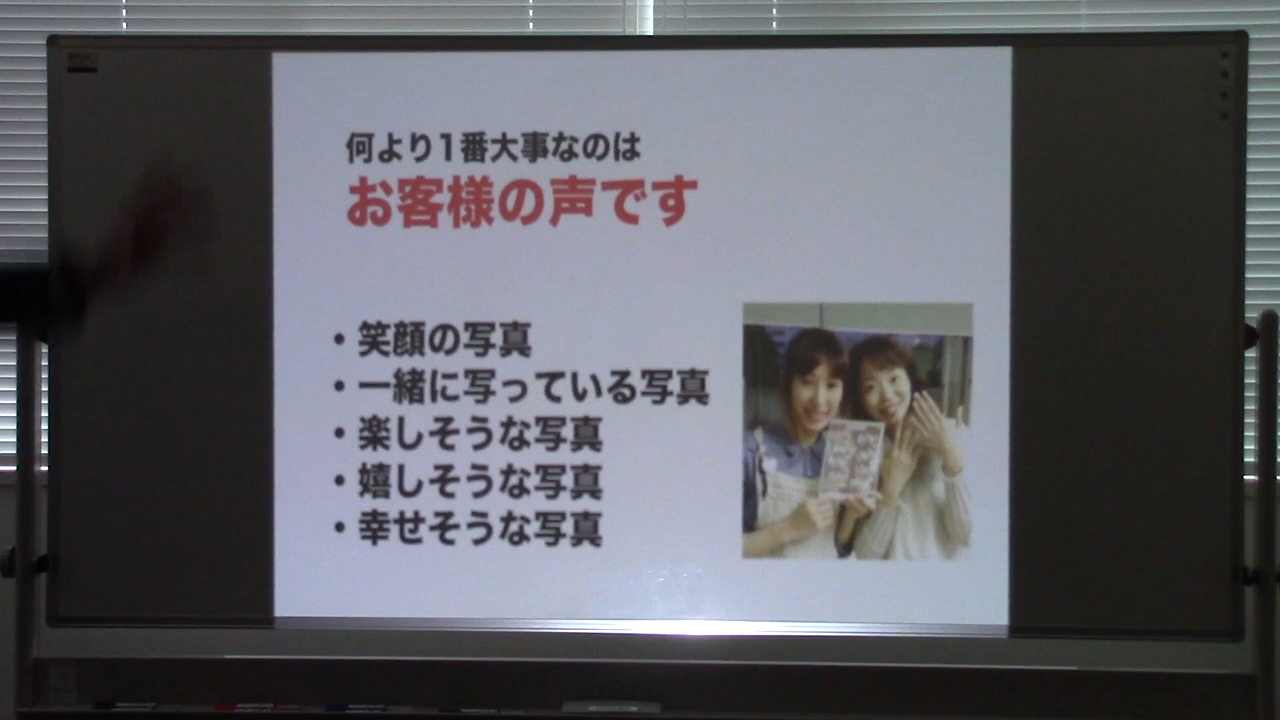 何より1番大事なのは
お客様の声です
・笑顔の写真
・一緒に写っている写真
・楽しそうな写真
・嬉しそうな写真
・幸せそうな写真